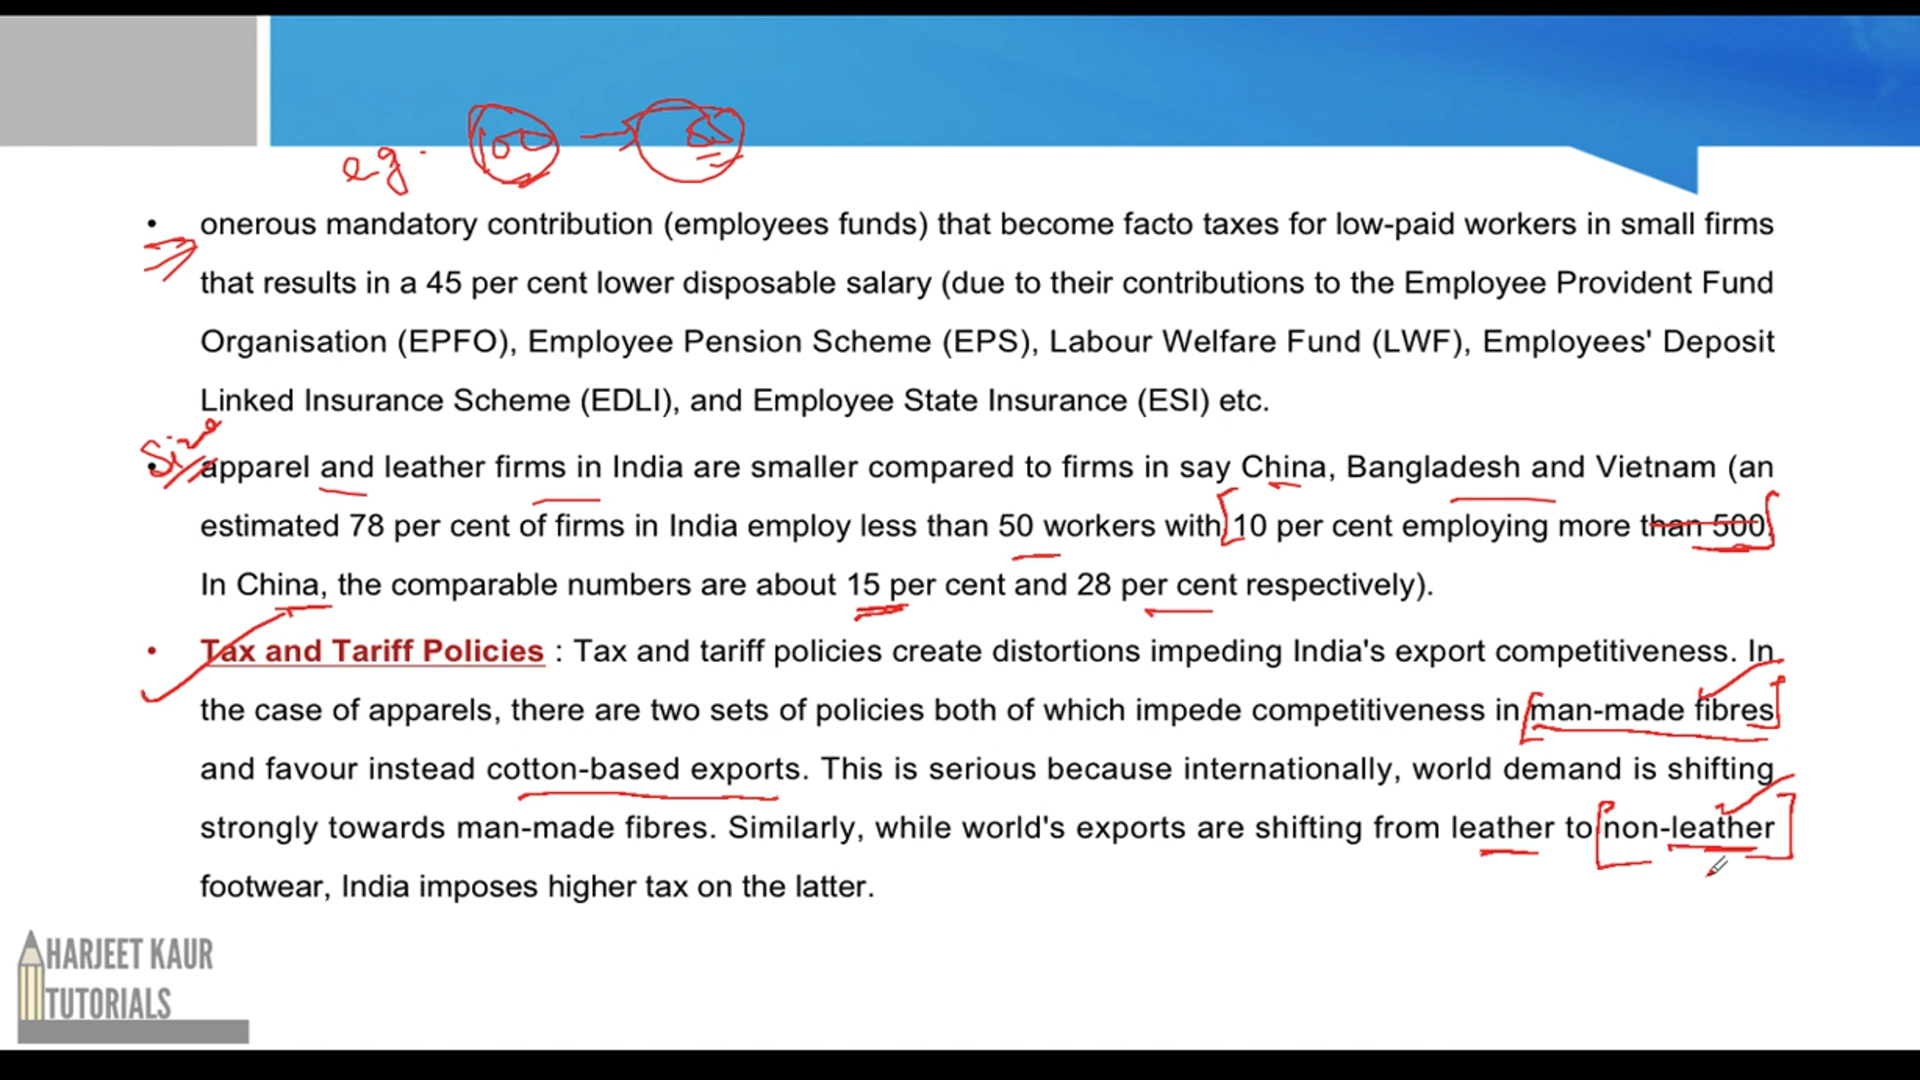 eg.
100 → 55
• onerous mandatory contribution (employees funds) that become facto taxes for low-paid workers in small firms
that results in a 45 per cent lower disposable salary (due to their contributions to the Employee Provident Fund
Organisation (EPFO), Employee Pension Scheme (EPS), Labour Welfare Fund (LWF), Employees' Deposit
Linked Insurance Scheme (EDLI), and Employee State Insurance (ESI) etc.
Size
• apparel and leather firms in India are smaller compared to firms in say China, Bangladesh and Vietnam (an
estimated 78 per cent of firms in India employ less than 50 workers with 10 per cent employing more than 500.
In China, the comparable numbers are about 15 per cent and 28 per cent respectively).
• Tax and Tariff Policies : Tax and tariff policies create distortions impeding India's export competitiveness. In
the case of apparels, there are two sets of policies both of which impede competitiveness in man-made fibres
and favour instead cotton-based exports. This is serious because internationally, world demand is shifting
strongly towards man-made fibres. Similarly, while world's exports are shifting from leather to non-leather
footwear, India imposes higher tax on the latter.
HARJEET KAUR
TUTORIALS